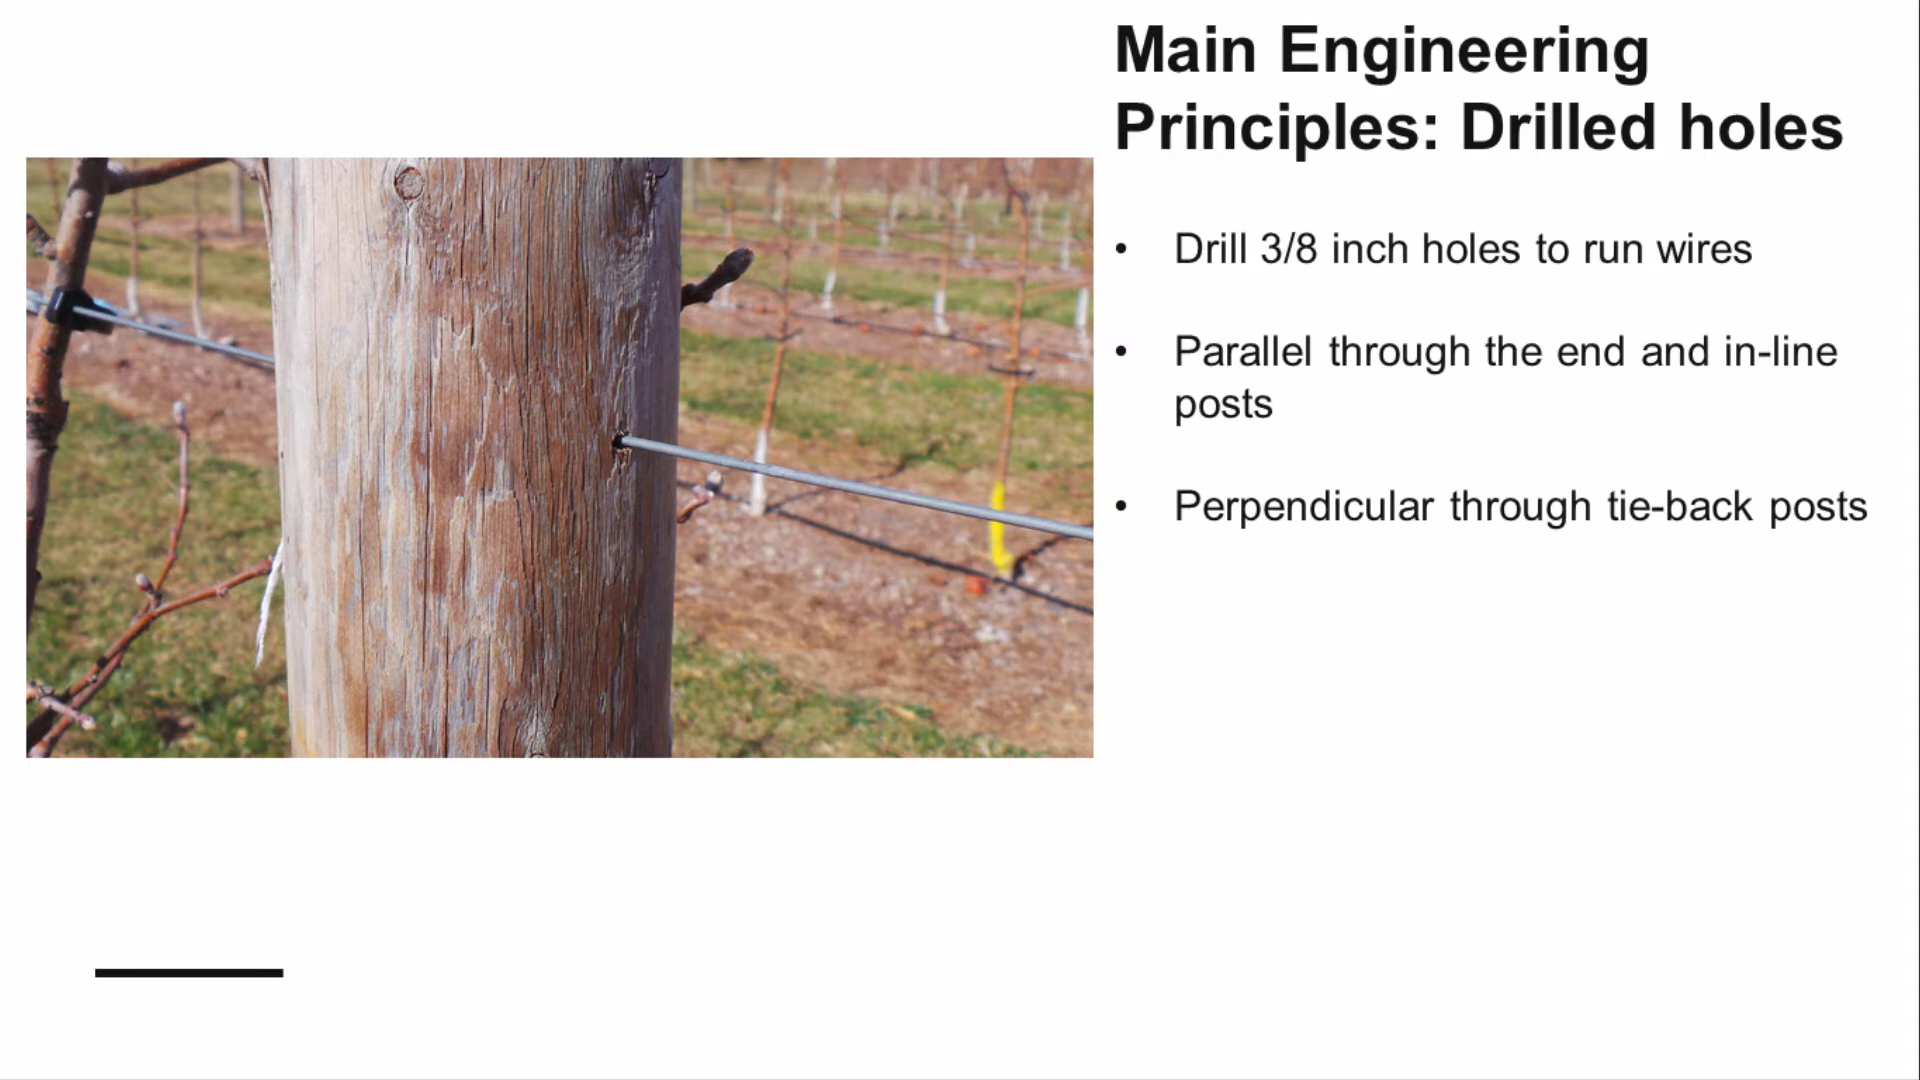 Main Engineering
Principles: Drilled holes
• Drill 3/8 inch holes to run wires
• Parallel through the end and in-line
posts
• Perpendicular through tie-back posts